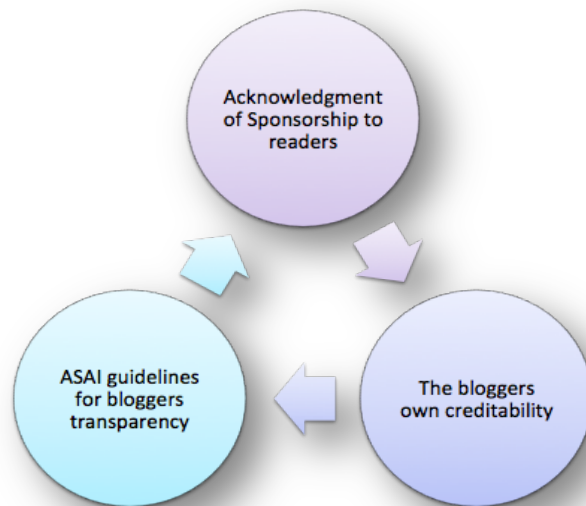 Acknowledgment
of Sponsorship to
readers
The bloggers
own creditability
ASAI guidelines
for bloggers
transparency